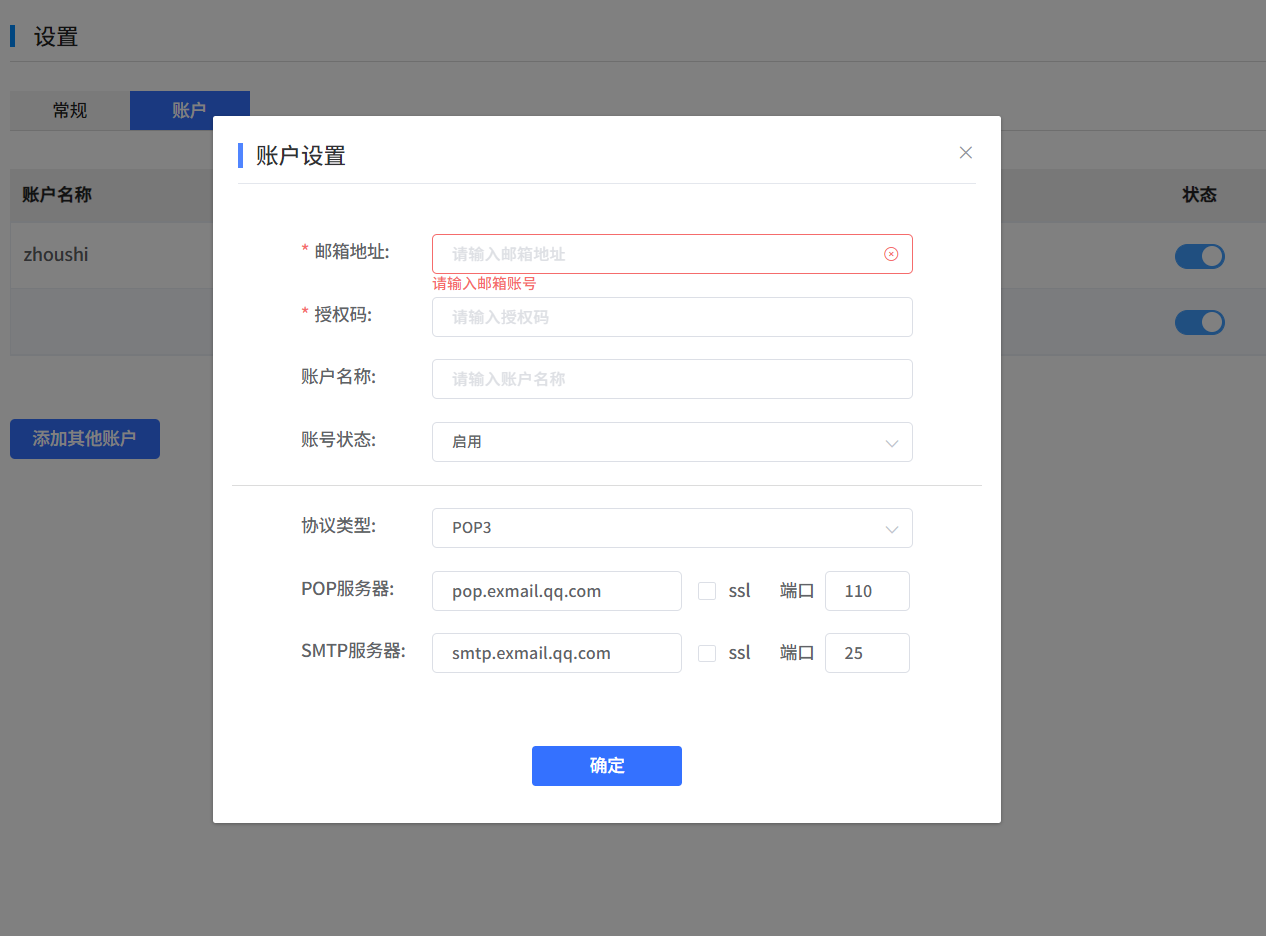 设置
常规 账户
账户设置
账户名称 状态
zhoushi
* 邮箱地址: 请输入邮箱地址
请输入邮箱账号
* 授权码: 请输入授权码
账户名称: 请输入账户名称
账号状态: 启用
添加其他账户
协议类型: POP3
POP服务器: pop.exmail.qq.com ssl 端口 110
SMTP服务器: smtp.exmail.qq.com ssl 端口 25
确定